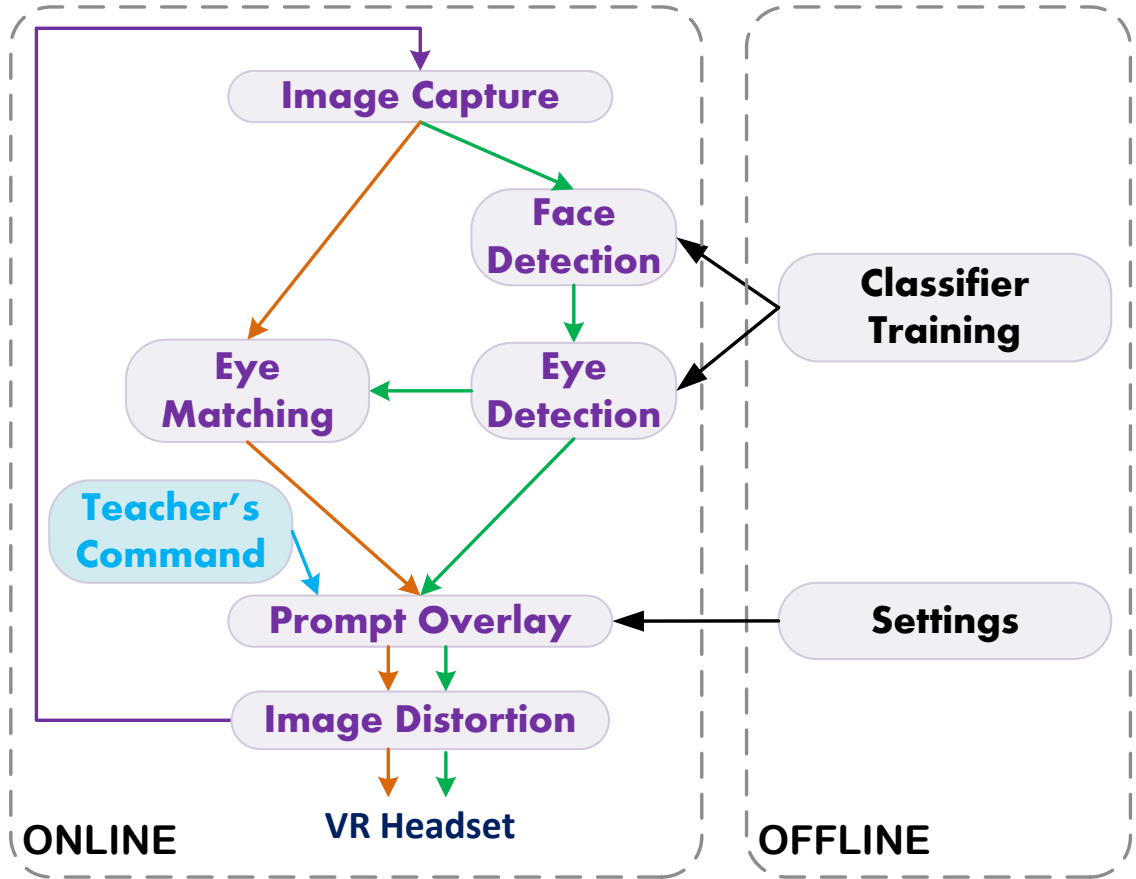 Image Capture
Face
Detection
Classifier
Training
Eye
Matching
Eye
Detection
Teacher's
Command
Prompt Overlay
Settings
Image Distortion
VR Headset
ONLINE
OFFLINE